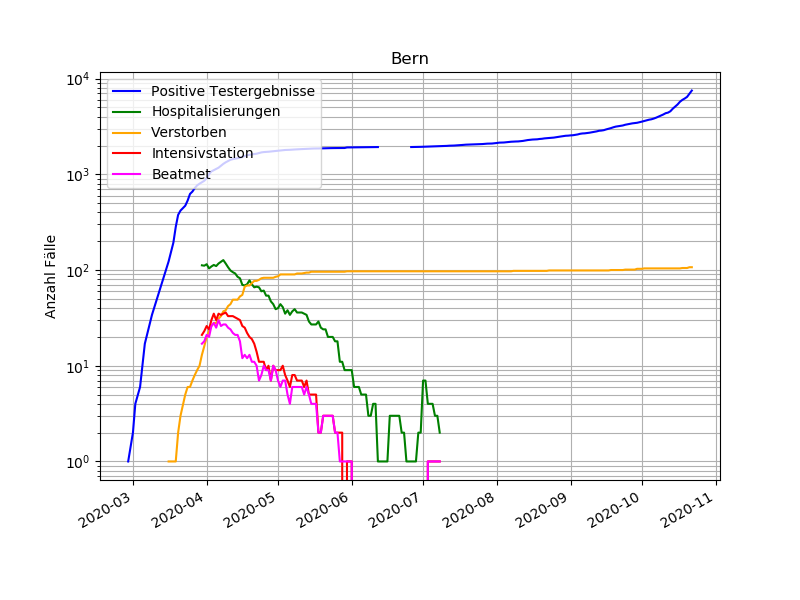 Bern
Anzahl Fälle
10⁴
10³
10²
10¹
10⁰
Positive Testergebnisse
Hospitalisierungen
Verstorben
Intensivstation
Beatmet
2020-03
2020-04
2020-05
2020-06
2020-07
2020-08
2020-09
2020-10
2020-11